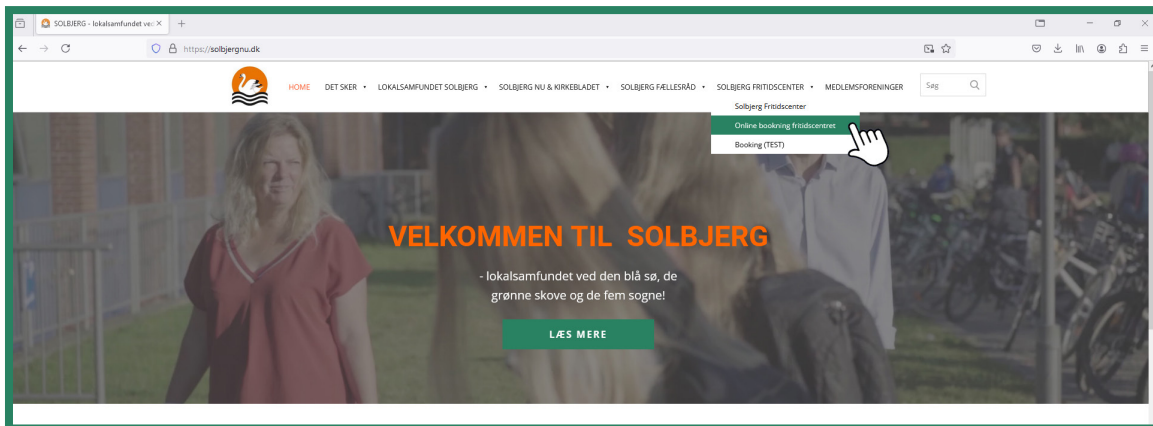 SOLBJERG – lokalsamfundet ved
https://solbjergnu.dk
HOME DET SKER LOKALSAMFUNDET SOLBJERG SOLBJERG NU & KIRKEBLADET SOLBJERG FÆLLESRÅD SOLBJERG FRITIDSCENTER MEDLEMSFORENINGER Søg
Solbjerg Fritidscenter
Online bookning fritidscentret
Booking (TEST)
VELKOMMEN TIL SOLBJERG
- lokalsamfundet ved den blå sø, de
grønne skove og de fem sogne!
LÆS MERE